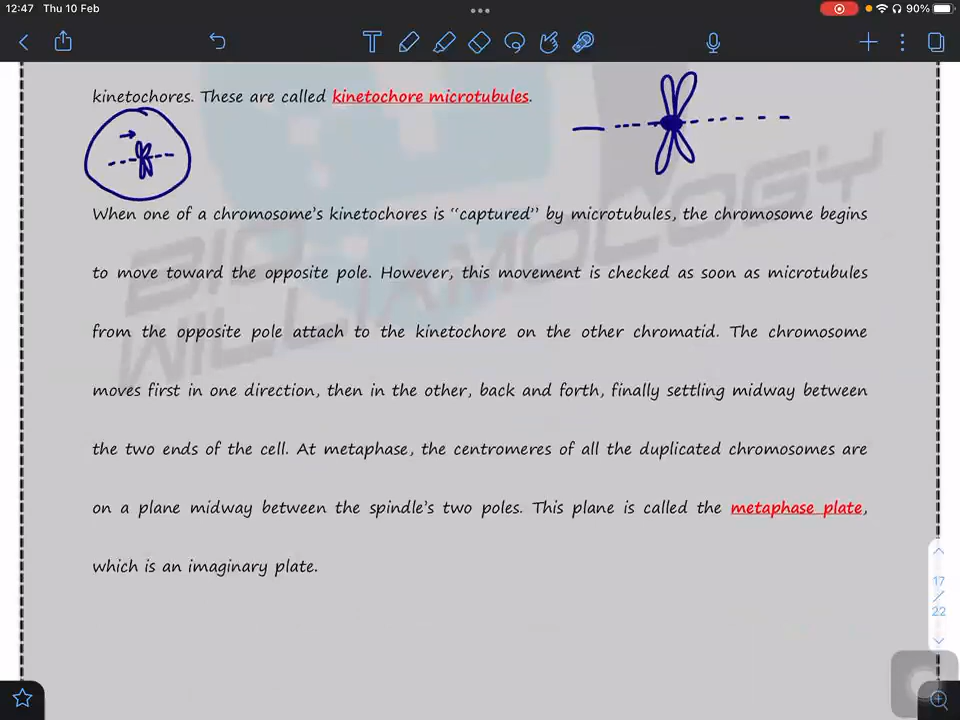 12:47 Thu 10 Feb
90%
kinetochores. These are called kinetochore microtubules.
When one of a chromosome's kinetochores is “captured” by microtubules, the chromosome begins
to move toward the opposite pole. However, this movement is checked as soon as microtubules
from the opposite pole attach to the kinetochore on the other chromatid. The chromosome
moves first in one direction, then in the other, back and forth, finally settling midway between
the two ends of the cell. At metaphase, the centromeres of all the duplicated chromosomes are
on a plane midway between the spindle's two poles. This plane is called the metaphase plate,
which is an imaginary plate.
BIO
WILLIAMOLOGY
17
/
22